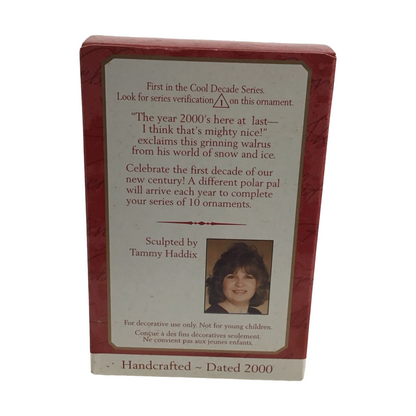 First in the Cool Decade Series.
Look for series verification 1 on this ornament.
"The year 2000's here at last—
I think that's mighty nice!"
exclaims this grinning walrus
from his world of snow and ice.
Celebrate the first decade of our
new century! A different polar pal
will arrive each year to complete
your series of 10 ornaments.
Sculpted by
Tammy Haddix
For decorative use only. Not for young children.
Conçu à des fins décoratives seulement.
Ne convient pas aux jeunes enfants.
Handcrafted ~ Dated 2000